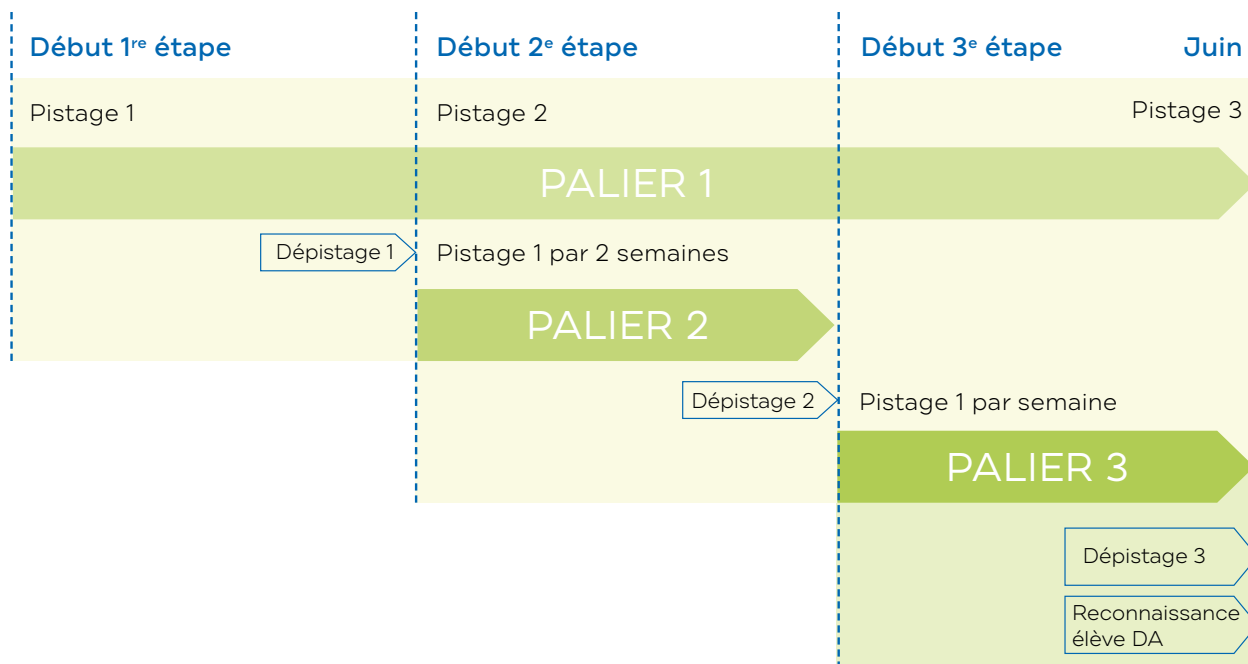 Début 1re étape
Début 2e étape
Début 3e étape
Juin
Pistage 1
Pistage 2
Pistage 3
PALIER 1
Dépistage 1
Pistage 1 par 2 semaines
PALIER 2
Dépistage 2
Pistage 1 par semaine
PALIER 3
Dépistage 3
Reconnaissance
élève DA